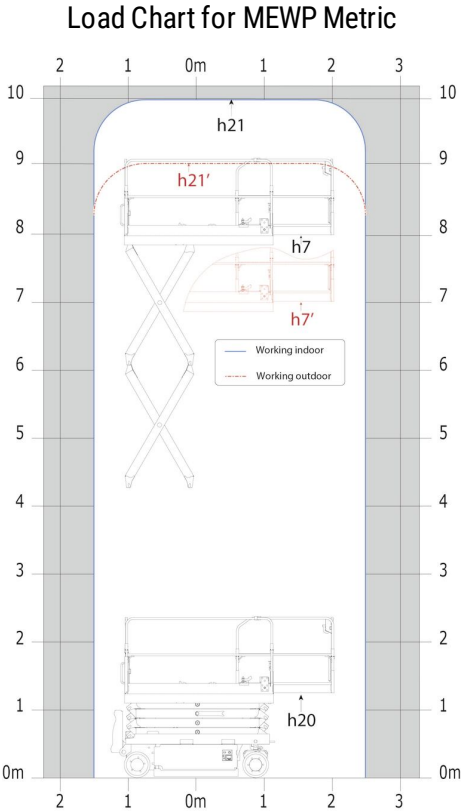 Load Chart for MEWP Metric
2 1 0m 1 2 3
10 10
h21
9 9
h21’
8 8
h7
7 7
h7’
Working indoor
6 6
Working outdoor
5 5
4 4
3 3
2 2
1 1
h20
0m 0m
2 1 0m 1 2 3